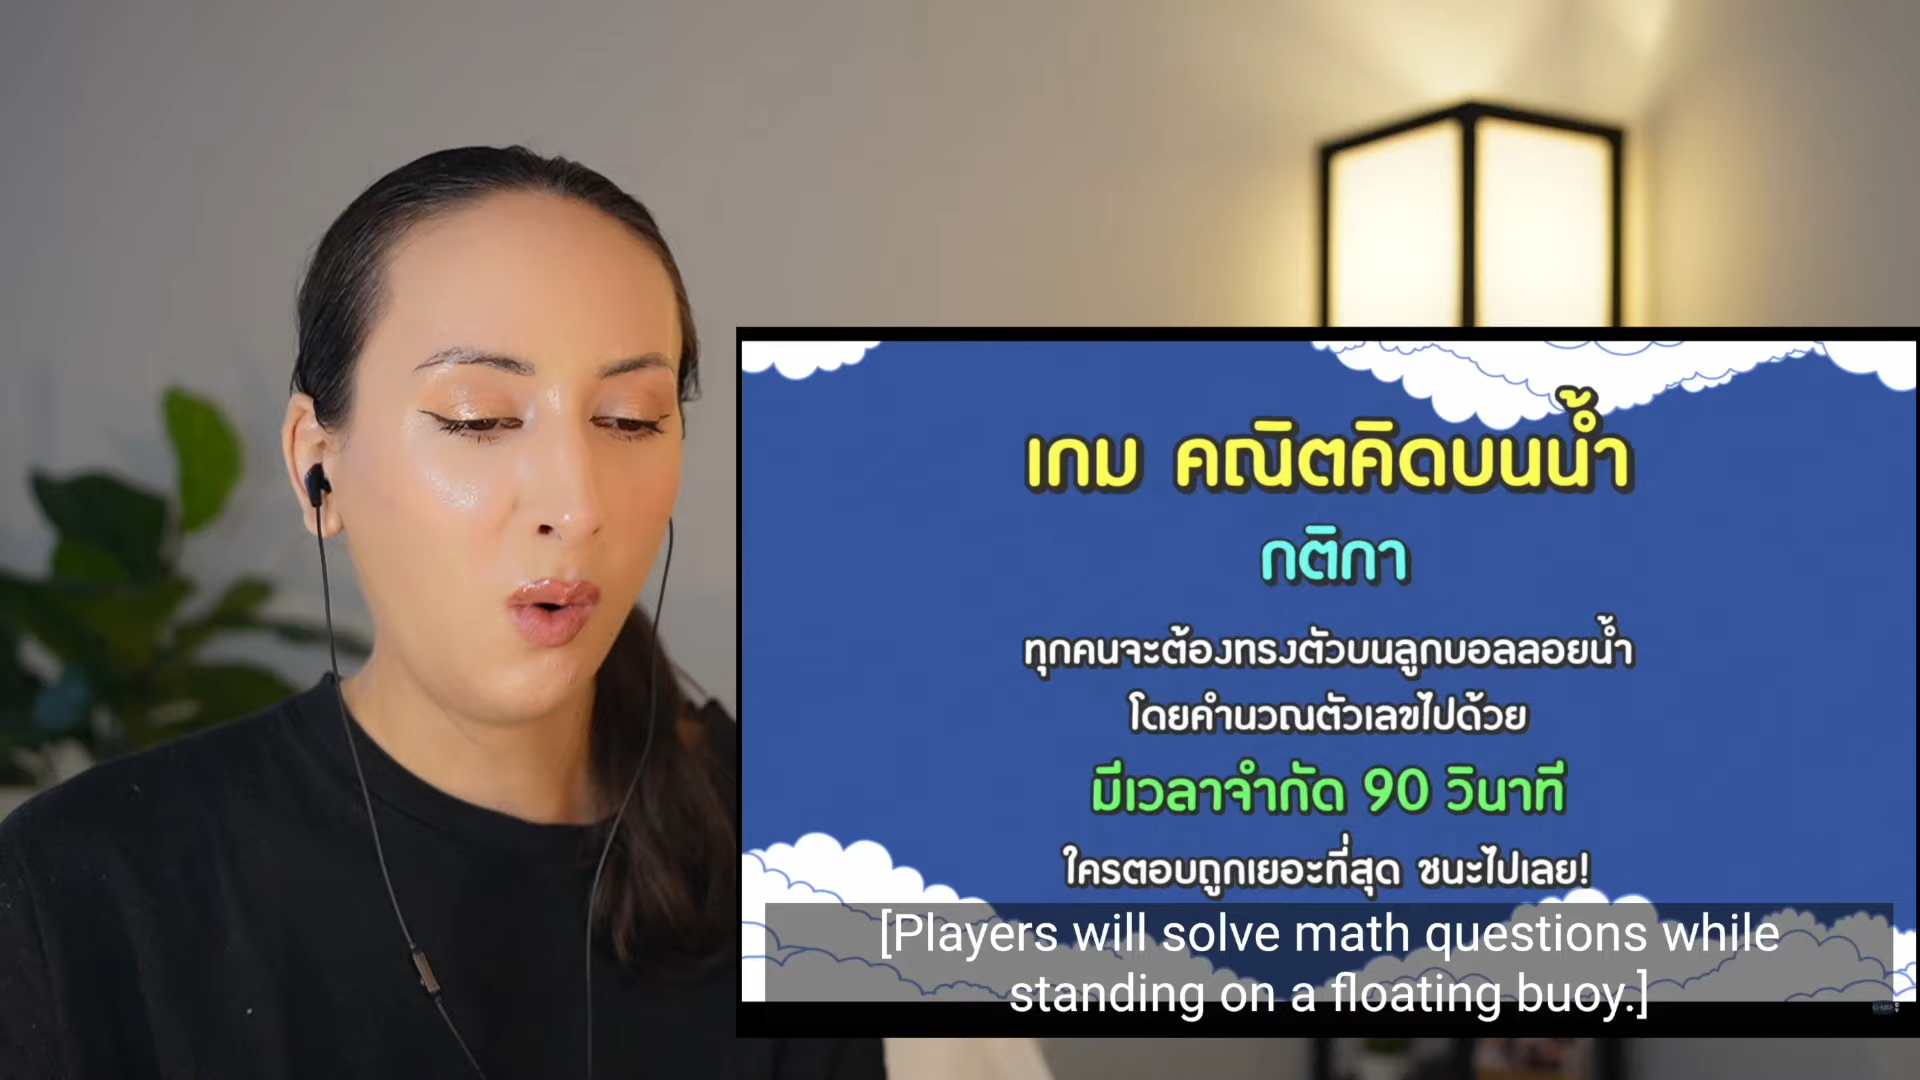 เกม คณิตคิดบนน้ำ
กติกา
ทุกคนจะต้องทรงตัวบนลูกบอลลอยน้ำ
โดยคำนวณตัวเลขไปด้วย
มีเวลาจำกัด 90 วินาที
ใครตอบถูกเยอะที่สุด ชนะไปเลย!
[Players will solve math questions while
standing on a floating buoy.]